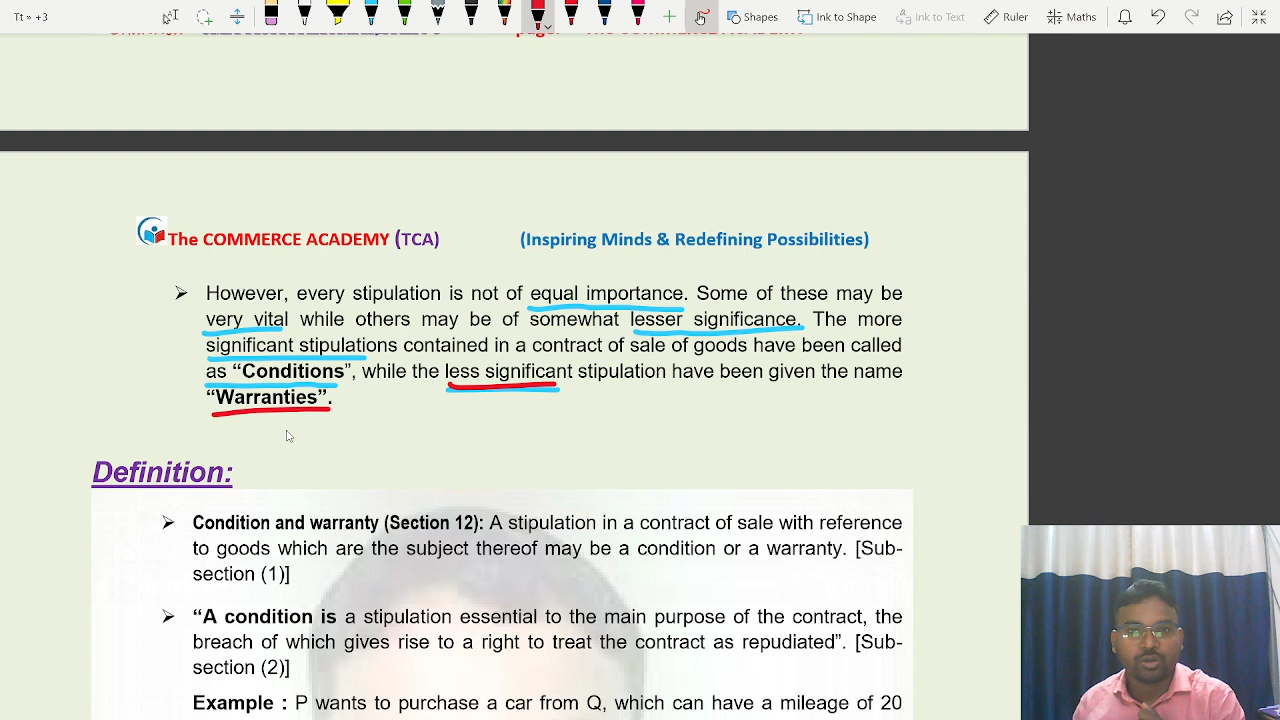 Tt > +3
Shapes
Ink to Shape
Ink to Text
Ruler
Maths
The COMMERCE ACADEMY (TCA) (Inspiring Minds & Redefining Possibilities)
➢ However, every stipulation is not of equal importance. Some of these may be
very vital while others may be of somewhat lesser significance. The more
significant stipulations contained in a contract of sale of goods have been called
as “Conditions”, while the less significant stipulation have been given the name
“Warranties”.
Definition:
➢ Condition and warranty (Section 12): A stipulation in a contract of sale with reference
to goods which are the subject thereof may be a condition or a warranty. [Sub-
section (1)]
➢ “A condition is a stipulation essential to the main purpose of the contract, the
breach of which gives rise to a right to treat the contract as repudiated”. [Sub-
section (2)]
Example : P wants to purchase a car from Q, which can have a mileage of 20